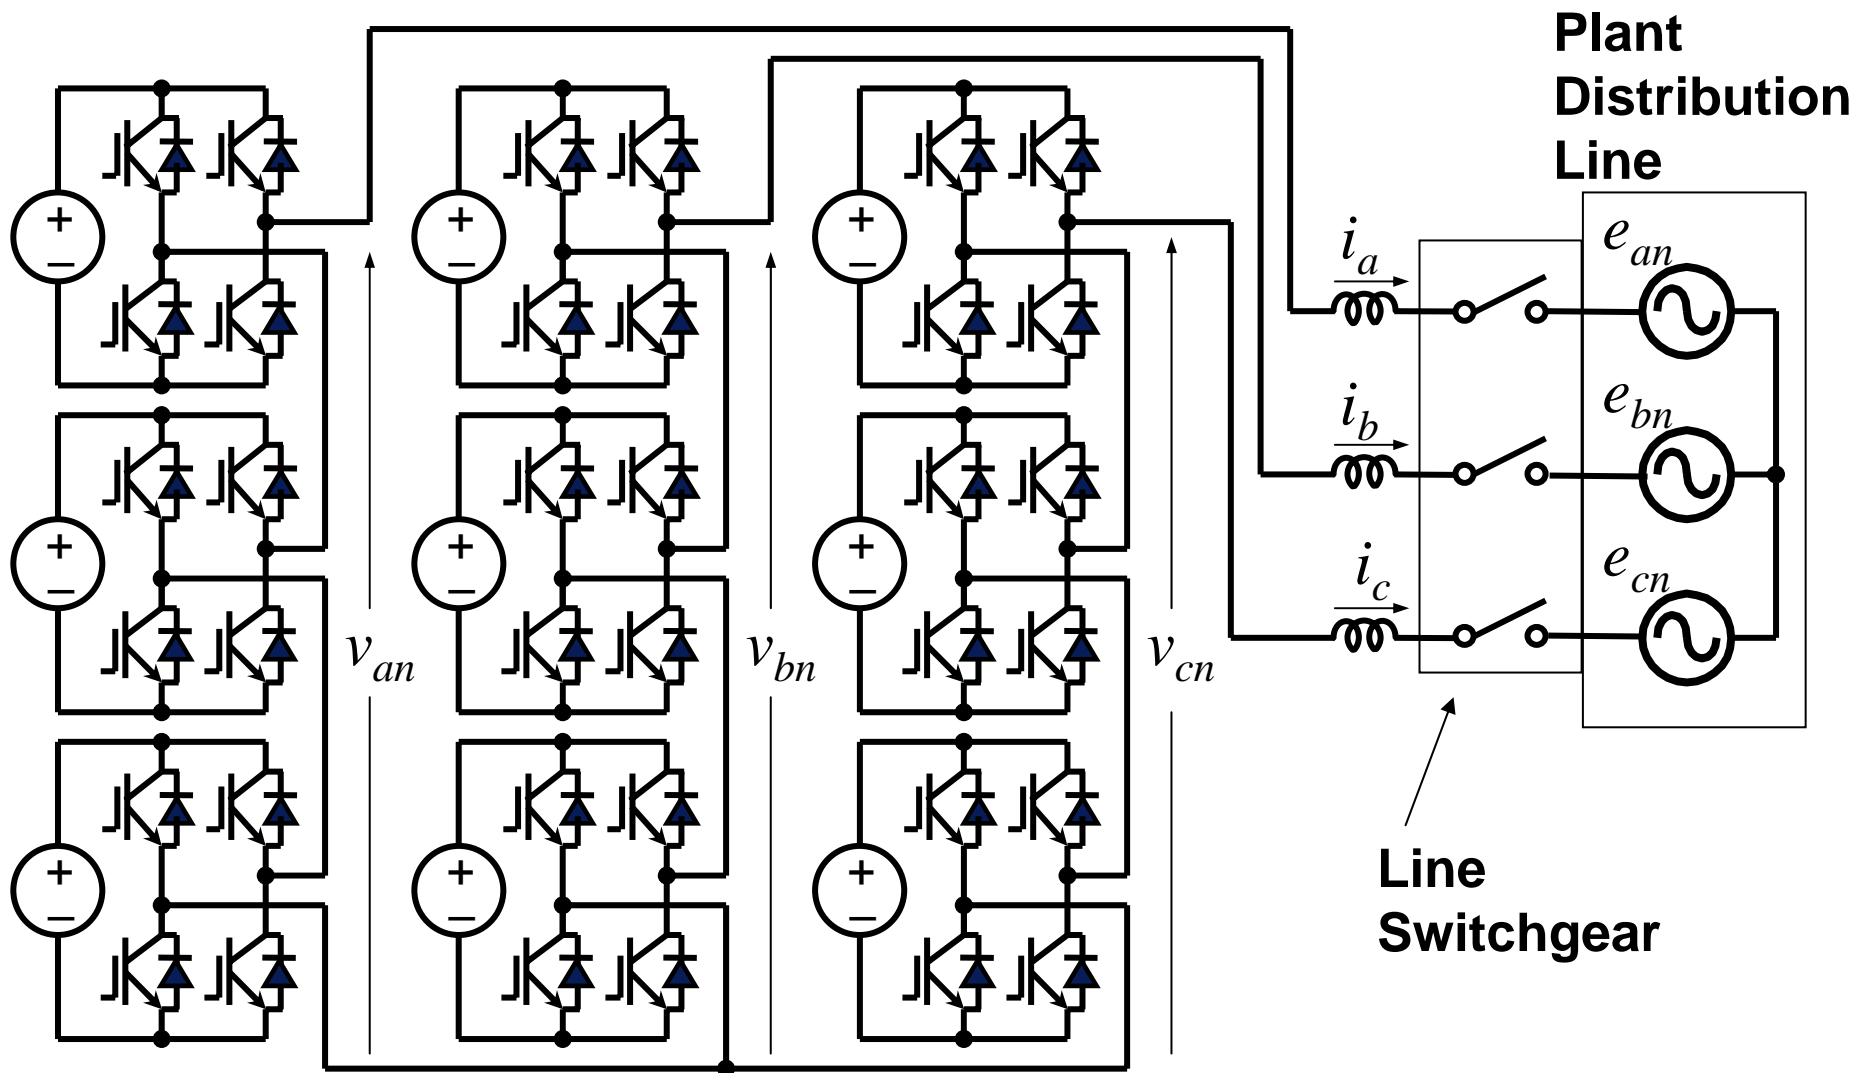 Plant
Distribution
Line
+
−
+
−
+
−
i_a
e_an
i_b
e_bn
+
−
+
−
+
−
i_c
e_cn
v_an
v_bn
v_cn
+
−
+
−
+
−
Line
Switchgear